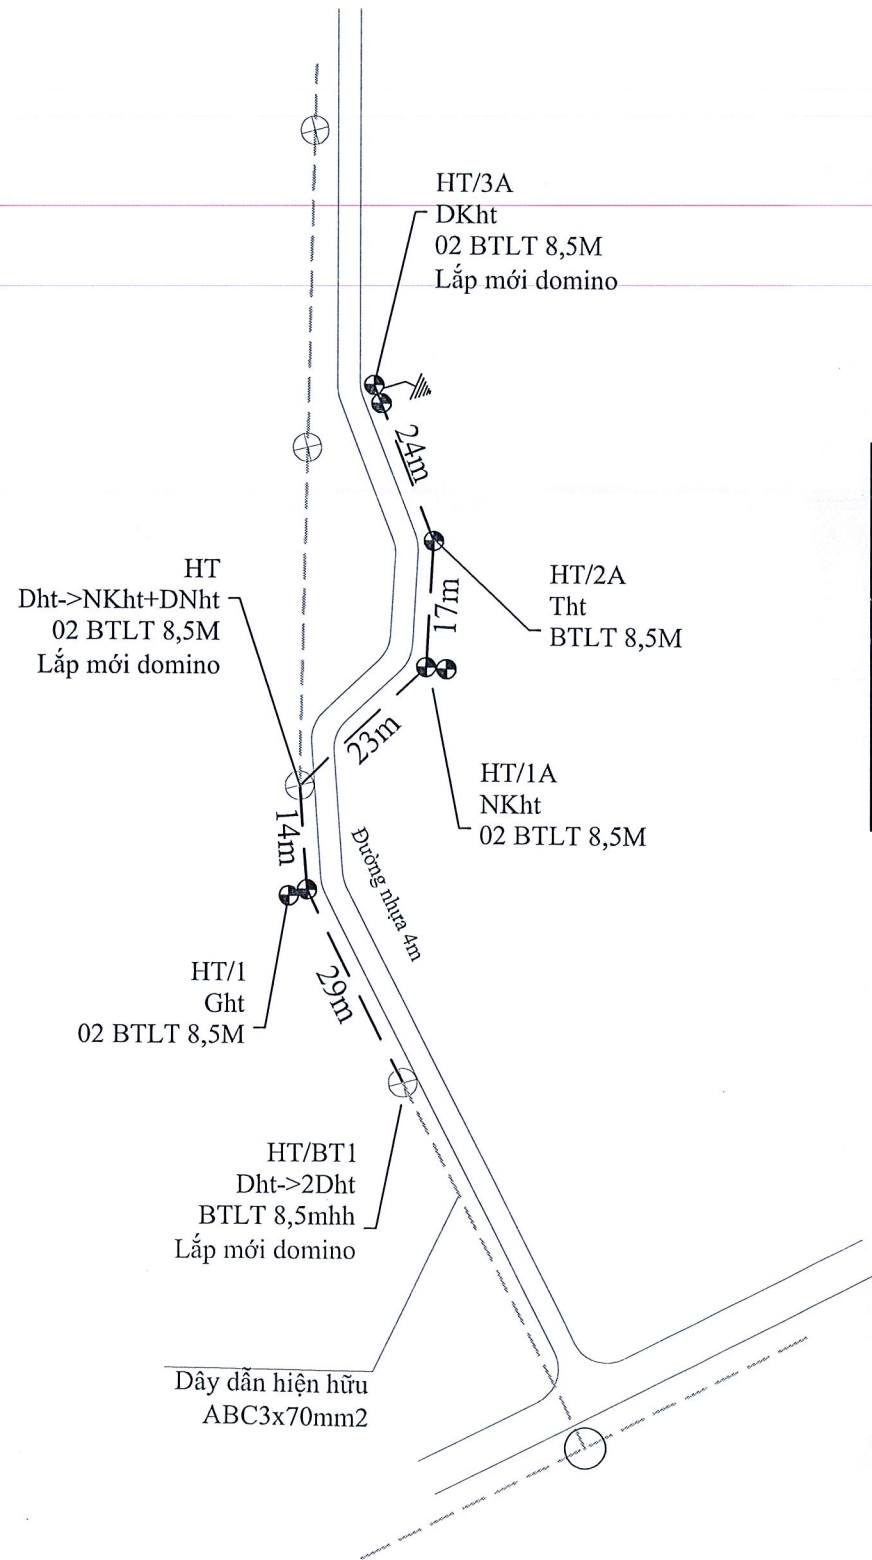 HT/3A
DKht
02 BTLT 8,5M
Lắp mới domino
24m
HT
Dht->NKht+DNht
02 BTLT 8,5M
Lắp mới domino
HT/2A
Tht
BTLT 8,5M
17m
23m
HT/1A
NKht
02 BTLT 8,5M
14m
Đường nhựa 4m
HT/1
Ght
02 BTLT 8,5M
29m
HT/BT1
Dht->2Dht
BTLT 8,5mhh
Lắp mới domino
Dây dẫn hiện hữu
ABC3x70mm2